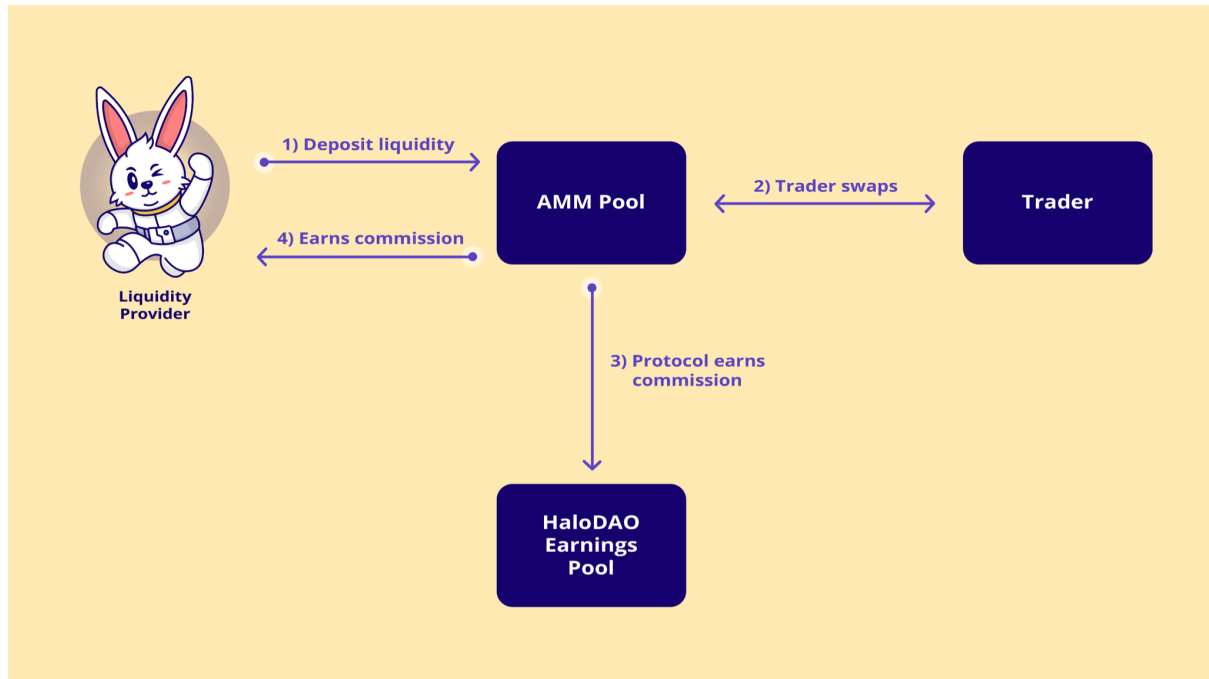 1) Deposit liquidity
AMM Pool
2) Trader swaps
Trader
4) Earns commission
Liquidity
Provider
3) Protocol earns
commission
HaloDAO
Earnings
Pool